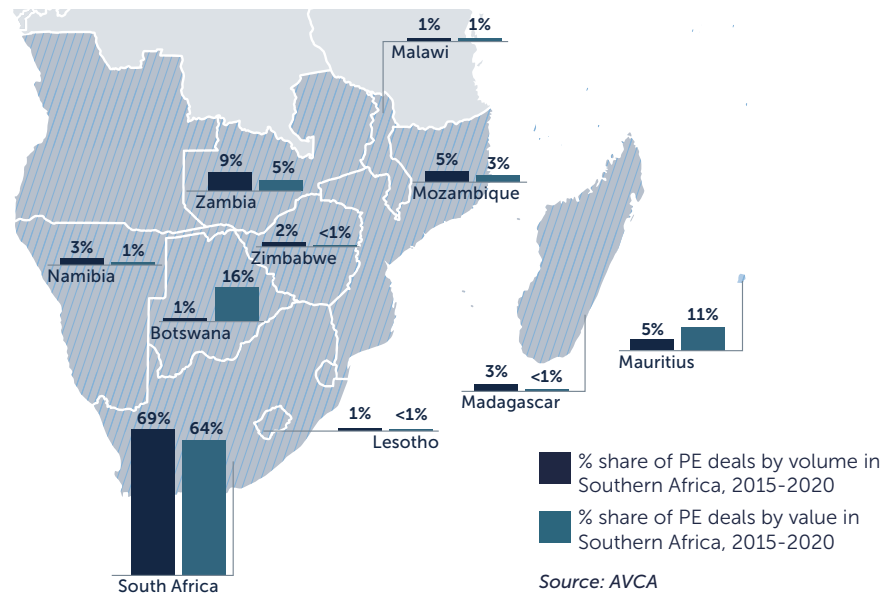 1% 1%
Malawi
9% 5%
Zambia
5% 3%
Mozambique
2% <1%
Zimbabwe
3% 1%
Namibia
1% 16%
Botswana
5% 11%
Mauritius
3% <1%
Madagascar
1% <1%
Lesotho
69% 64%
South Africa
% share of PE deals by volume in
Southern Africa, 2015-2020
% share of PE deals by value in
Southern Africa, 2015-2020
Source: AVCA